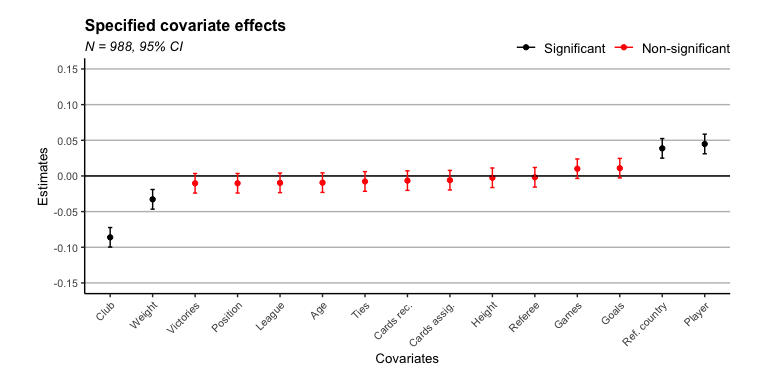 Specified covariate effects
N = 988, 95% CI
Significant
Non-significant
0.15
0.10
0.05
0.00
-0.05
-0.10
-0.15
Estimates
Club
Weight
Victories
Position
League
Age
Ties
Cards rec.
Cards assig.
Height
Referee
Games
Goals
Ref. country
Player
Covariates